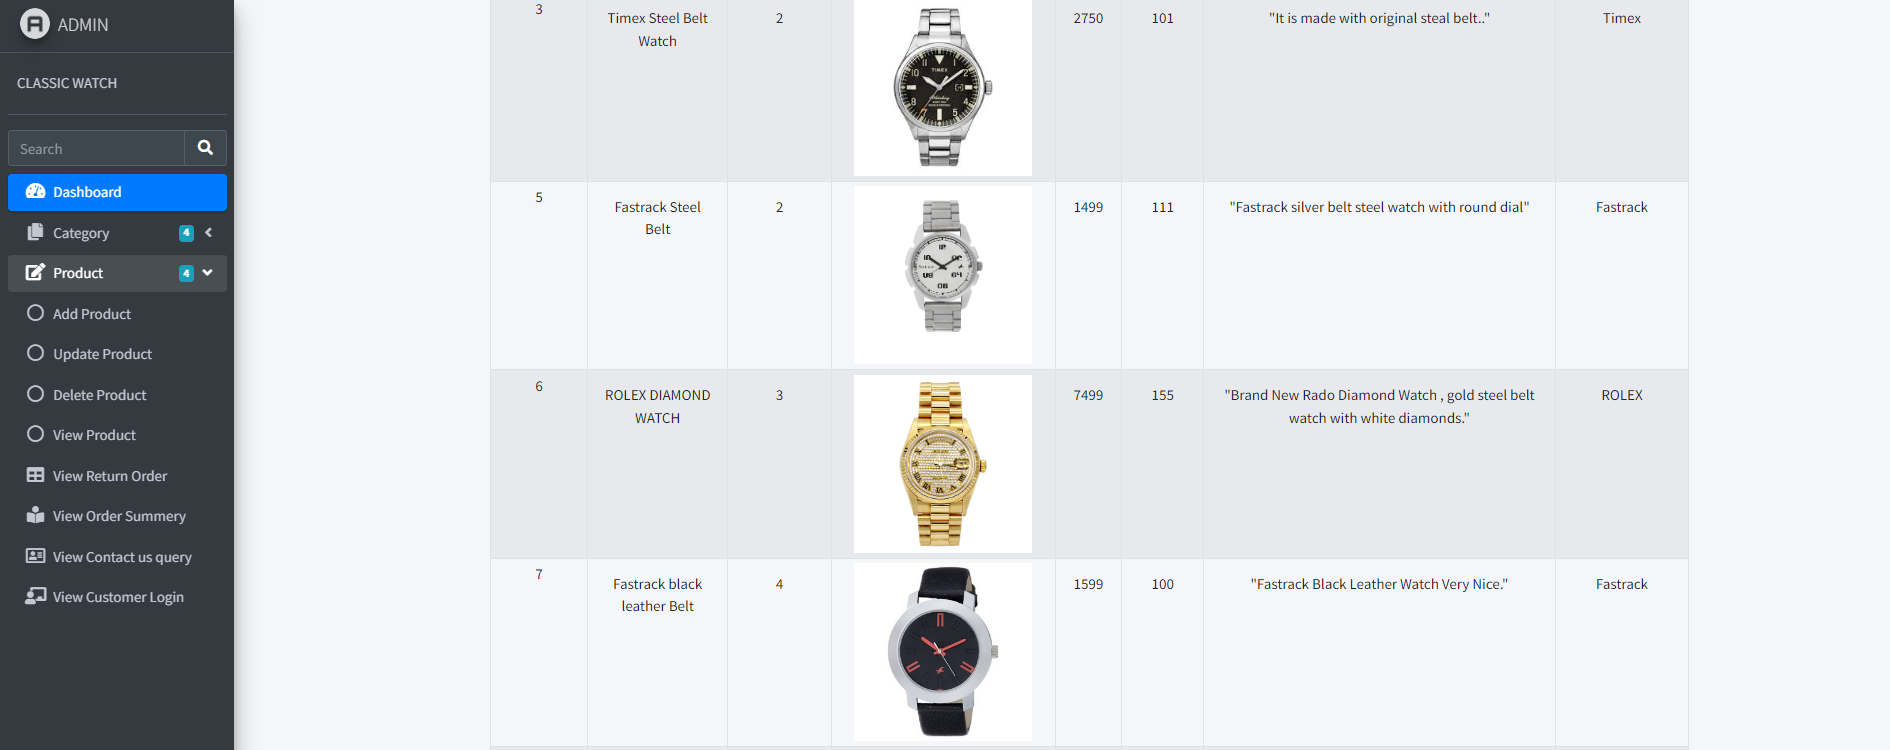 ADMIN
CLASSIC WATCH
Search
Dashboard
Category 4
Product 4
Add Product
Update Product
Delete Product
View Product
View Return Order
View Order Summery
View Contact us query
View Customer Login
3 Timex Steel Belt 2 2750 101 "It is made with original steal belt.." Timex
Watch
TIMEX
5 Fastrack Steel 2 1499 111 "Fastrack silver belt steel watch with round dial" Fastrack
Belt
6 ROLEX DIAMOND 3 7499 155 "Brand New Rado Diamond Watch , gold steel belt ROLEX
WATCH watch with white diamonds."
7 Fastrack black 4 1599 100 "Fastrack Black Leather Watch Very Nice." Fastrack
leather Belt